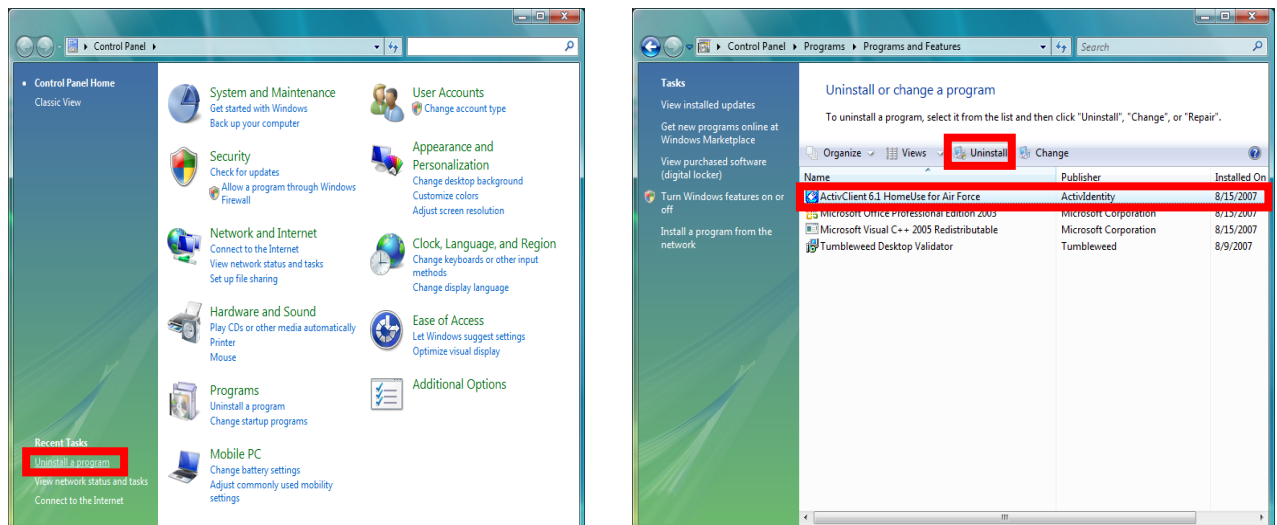 Control Panel
Control Panel Home
Classic View
Recent Tasks
Uninstall a program
View network status and tasks
Connect to the Internet
System and Maintenance
Get started with Windows
Back up your computer
Security
Check for updates
Allow a program through Windows
Firewall
Network and Internet
Connect to the Internet
View network status and tasks
Set up file sharing
Hardware and Sound
Play CDs or other media automatically
Printer
Mouse
Programs
Uninstall a program
Change startup programs
Mobile PC
Change battery settings
Adjust commonly used mobility
settings
User Accounts
Change account type
Appearance and
Personalization
Change desktop background
Customize colors
Adjust screen resolution
Clock, Language, and Region
Change keyboards or other input
methods
Change display language
Ease of Access
Let Windows suggest settings
Optimize visual display
Additional Options
Control Panel Programs Programs and Features Search
Tasks
View installed updates
Get new programs online at
Windows Marketplace
View purchased software
(digital locker)
Turn Windows features on or
off
Install a program from the
network
Uninstall or change a program
To uninstall a program, select it from the list and then click "Uninstall", "Change", or "Repair".
Organize Views Uninstall Change
Name Publisher Installed On
ActivClient 6.1 HomeUse for Air Force ActivIdentity 8/15/2007
Microsoft Office Professional Edition 2003 Microsoft Corporation 8/15/2007
Microsoft Visual C++ 2005 Redistributable Microsoft Corporation 8/15/2007
Tumbleweed Desktop Validator Tumbleweed 8/9/2007